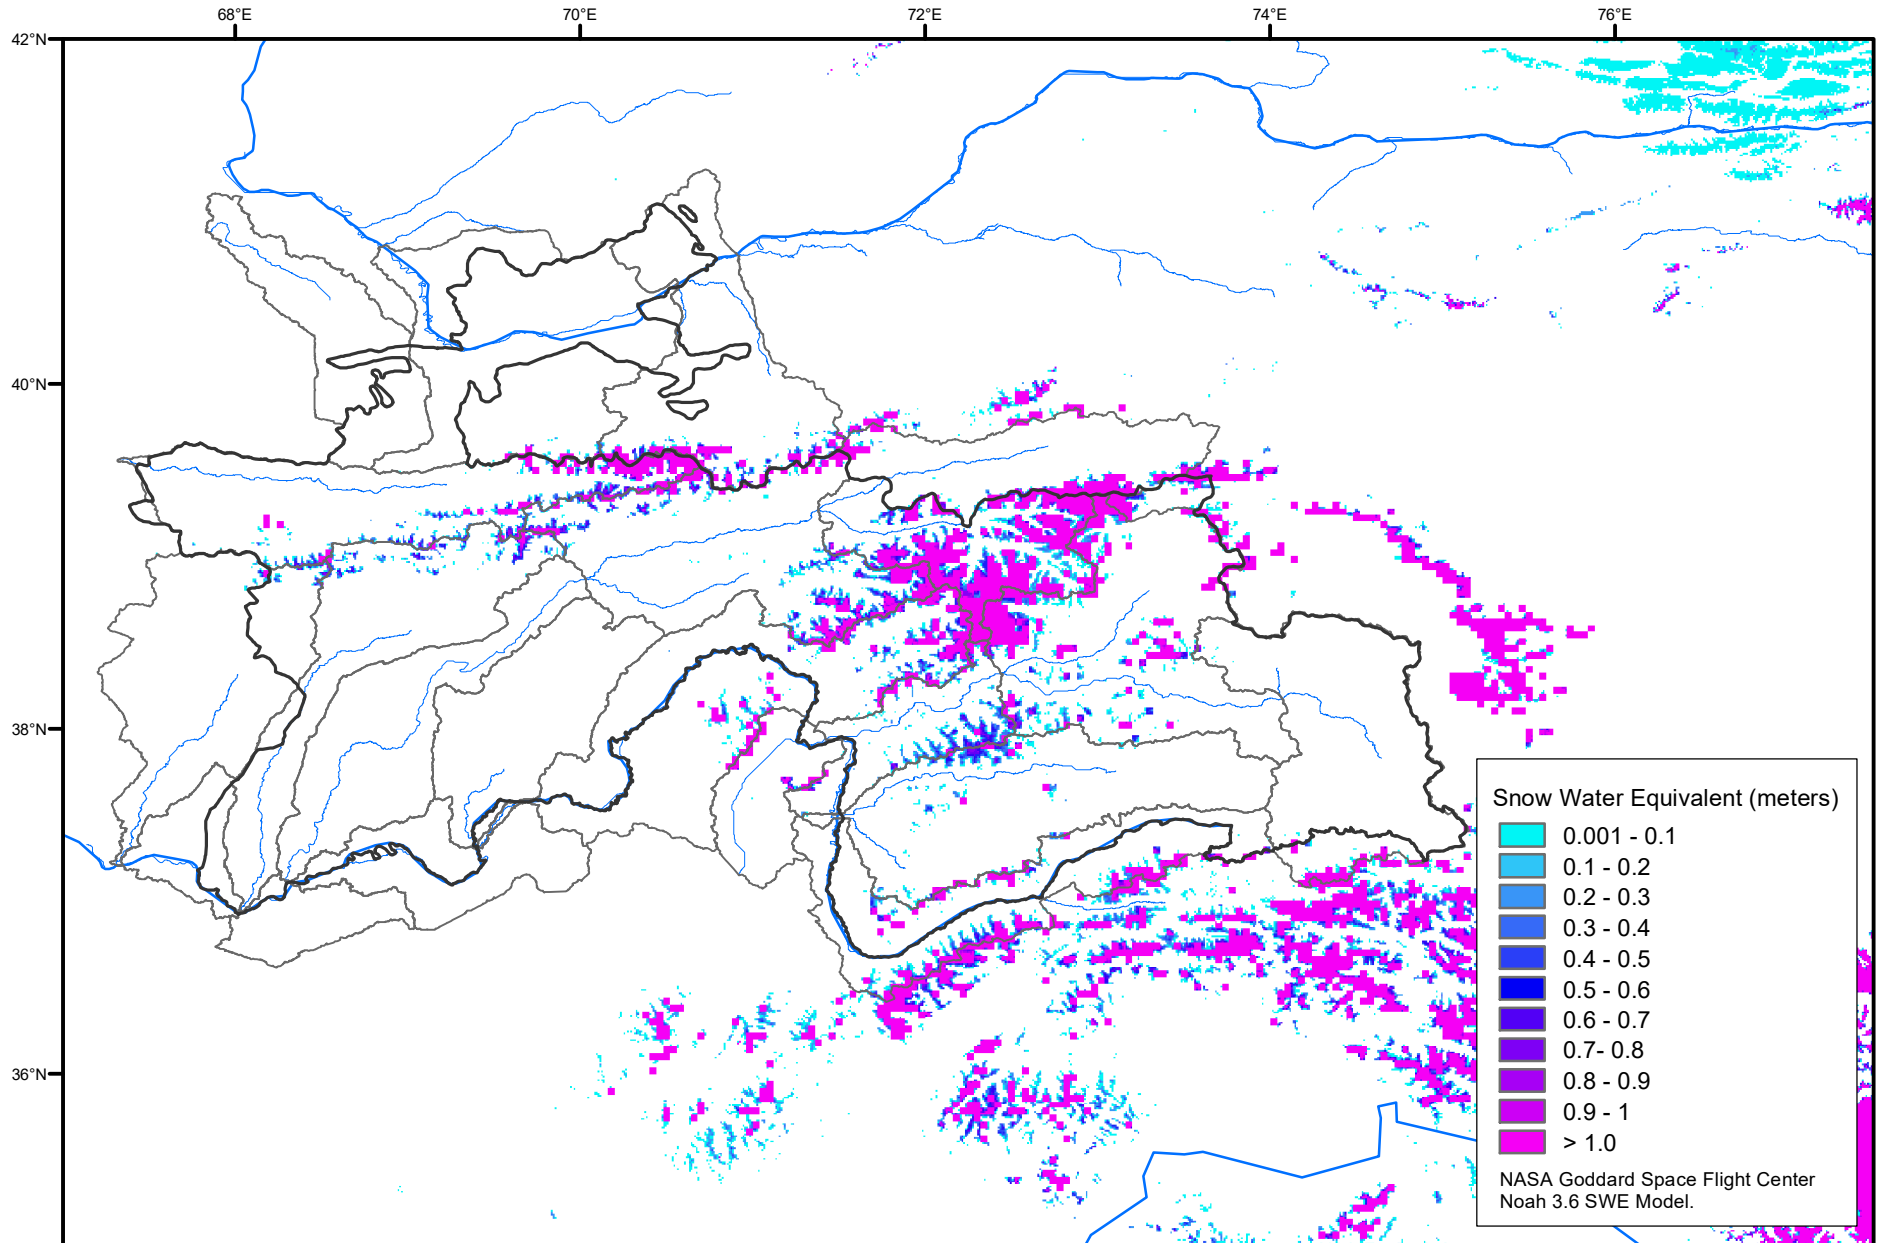 68°E
70°E
72°E
74°E
76°E
42°N
40°N
38°N
36°N
Snow Water Equivalent (meters)
0.001 - 0.1
0.1 - 0.2
0.2 - 0.3
0.3 - 0.4
0.4 - 0.5
0.5 - 0.6
0.6 - 0.7
0.7- 0.8
0.8 - 0.9
0.9 - 1
> 1.0
NASA Goddard Space Flight Center
Noah 3.6 SWE Model.